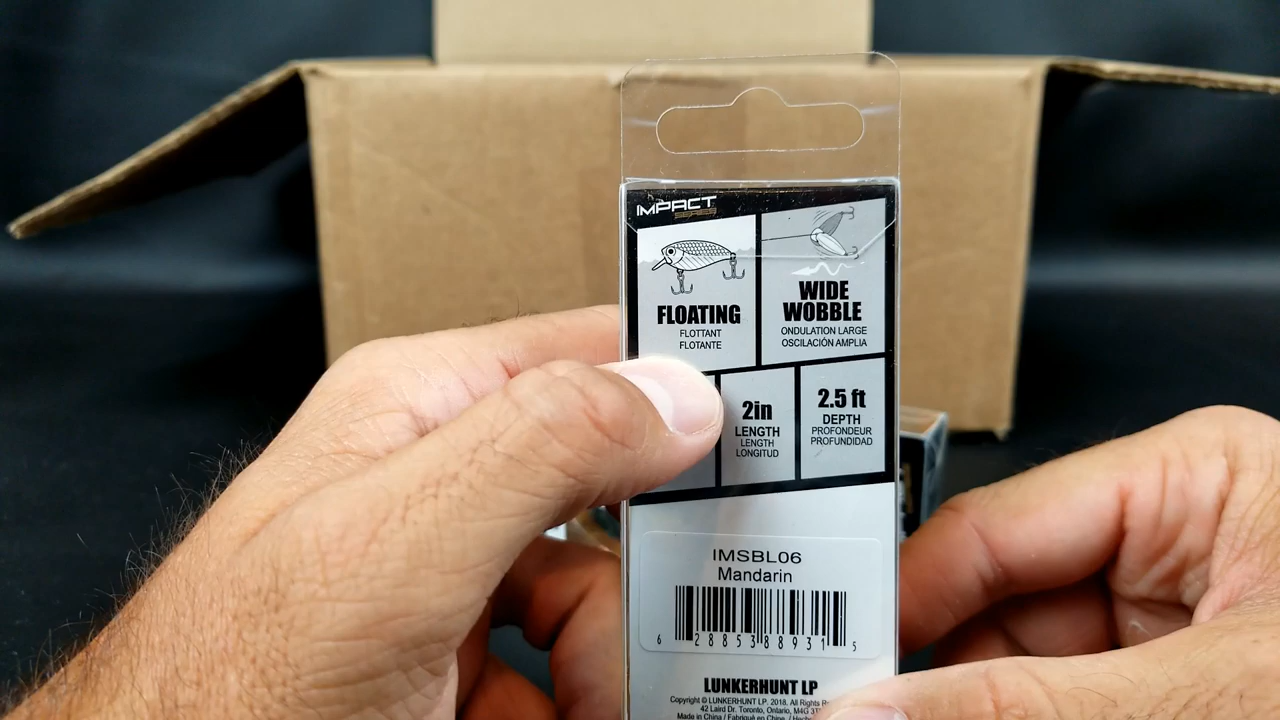 IMPACT
SERIES
FLOATING
FLOTTANT
FLOTANTE
WIDE
WOBBLE
ONDULATION LARGE
OSCILACIÓN AMPLIA
2in
LENGTH
LENGTH
LONGITUD
2.5 ft
DEPTH
PROFONDEUR
PROFUNDIDAD
IMSBL06
Mandarin
6 28853 88931 5
LUNKERHUNT LP
Copyright © LUNKERHUNT LP. 2018. All Rights
42 Laird Dr. Toronto, Ontario, M4G
Made in China / Fabriqué en Chine. /